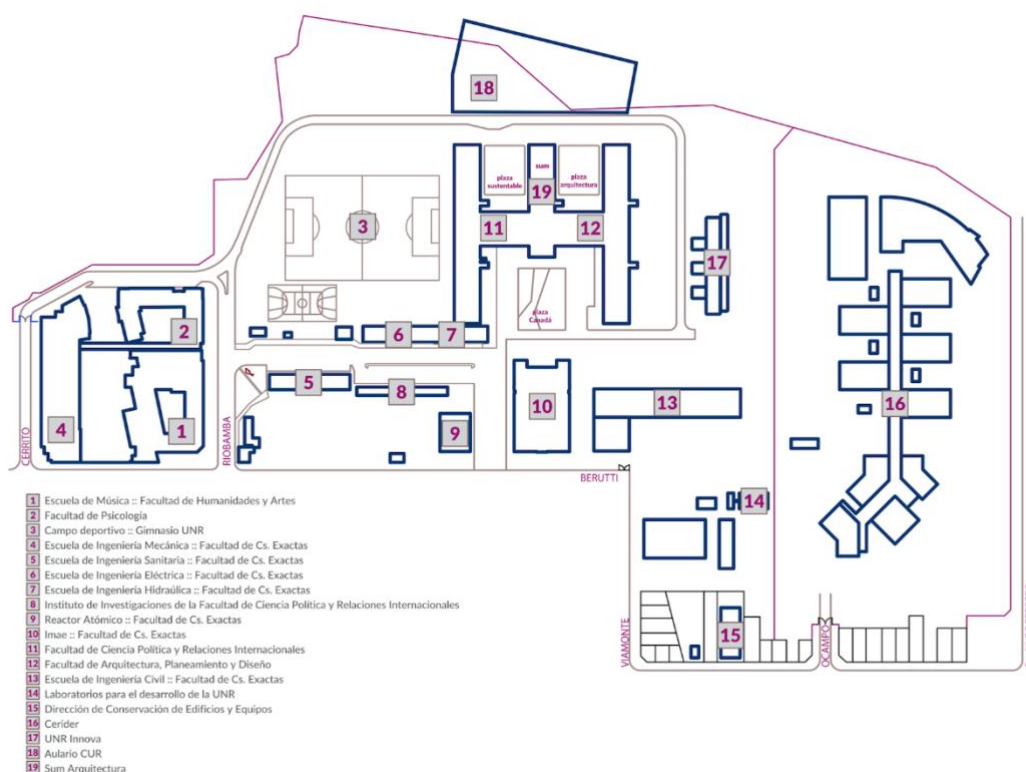 18
plaza sustentable
sum
plaza arquitectura
19
3
11
12
17
plaza Canadá
2
6
7
5
8
16
4
1
10
13
9
CERRITO
RIOBAMBA
BERUTTI
14
VIAMONTE
15
OCAMPO
1 Escuela de Música :: Facultad de Humanidades y Artes
2 Facultad de Psicología
3 Campo deportivo :: Gimnasio UNR
4 Escuela de Ingeniería Mecánica :: Facultad de Cs. Exactas
5 Escuela de Ingeniería Sanitaria :: Facultad de Cs. Exactas
6 Escuela de Ingeniería Eléctrica :: Facultad de Cs. Exactas
7 Escuela de Ingeniería Hidraúlica :: Facultad de Cs. Exactas
8 Instituto de Investigaciones de la Facultad de Ciencia Política y Relaciones Internacionales
9 Reactor Atómico :: Facultad de Cs. Exactas
10 Imae :: Facultad de Cs. Exactas
11 Facultad de Ciencia Política y Relaciones Internacionales
12 Facultad de Arquitectura, Planeamiento y Diseño
13 Escuela de Ingeniería Civil :: Facultad de Cs. Exactas
14 Laboratorios para el desarrollo de la UNR
15 Dirección de Conservación de Edificios y Equipos
16 Cerider
17 UNR Innova
18 Aulario CUR
19 Sum Arquitectura